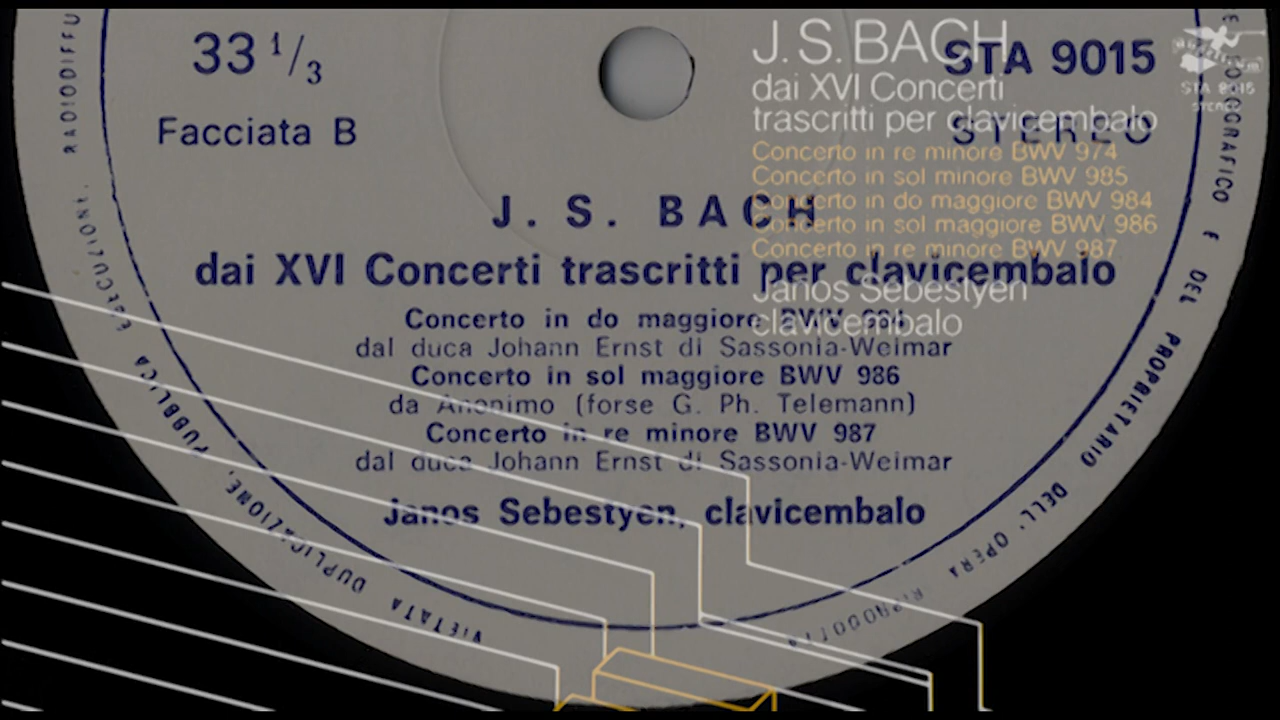 33 1/3
Facciata B
STA 9015
STEREO
J. S. BACH
dai XVI Concerti trascritti per clavicembalo
Concerto in do maggiore BWV 984
dal duca Johann Ernst di Sassonia-Weimar
Concerto in sol maggiore BWV 986
da Anonimo (forse G. Ph. Telemann)
Concerto in re minore BWV 987
dal duca Johann Ernst di Sassonia-Weimar
Janos Sebestyen, clavicembalo
J.S.BACH
dai XVI Concerti
trascritti per clavicembalo
Concerto in re minore BWV 974
Concerto in sol minore BWV 985
Concerto in do maggiore BWV 984
Concerto in sol maggiore BWV 986
Concerto in re minore BWV 987
Janos Sebestyen
clavicembalo
STA 9015
STEREO
FONOGRAFICO E DEL PROPRIETARIO DELL'OPERA RIPRODOTTA
VIETATA DUPLICAZIONE, PUBBLICA ESECUZIONE, RADIODIFFU